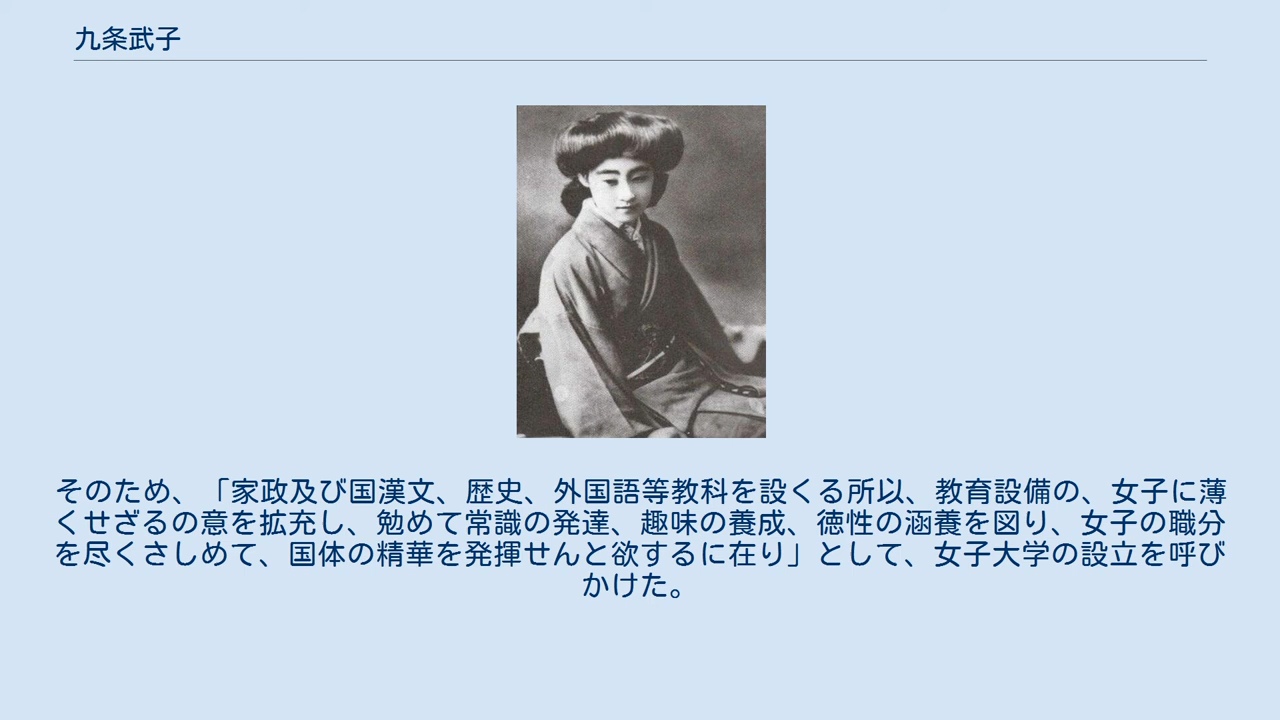 九条武子
そのため、「家政及び国漢文、歴史、外国語等教科を設くる所以、教育設備の、女子に薄
くせざるの意を拡充し、勉めて常識の発達、趣味の養成、徳性の涵養を図り、女子の職分
を尽くさしめて、国体の精華を発揮せんと欲するに在り」として、女子大学の設立を呼び
かけた。